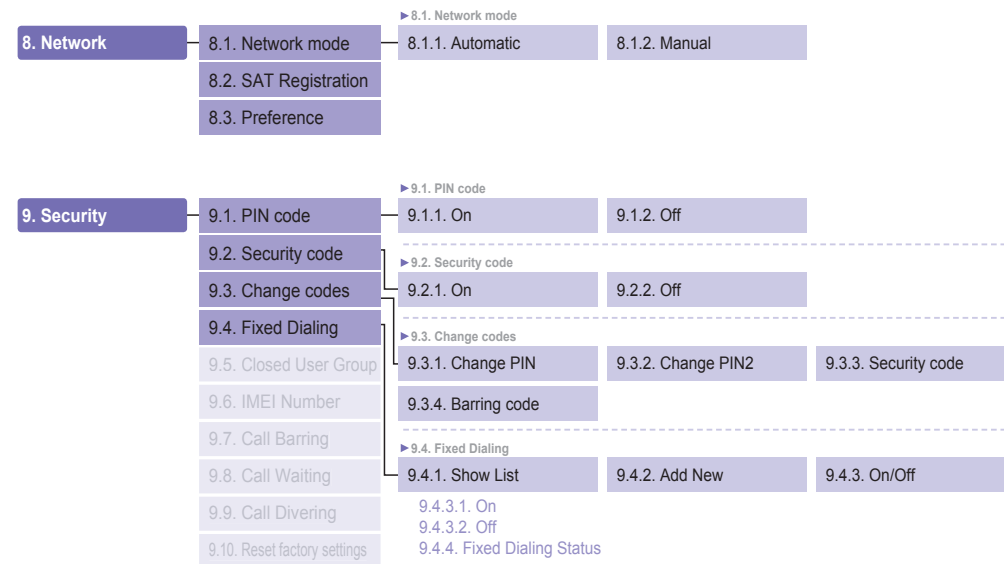 ►8.1. Network mode
8. Network
8.1. Network mode
8.1.1. Automatic
8.1.2. Manual
8.2. SAT Registration
8.3. Preference
►9.1. PIN code
9. Security
9.1. PIN code
9.1.1. On
9.1.2. Off
9.2. Security code
►9.2. Security code
9.3. Change codes
9.2.1. On
9.2.2. Off
9.4. Fixed Dialing
►9.3. Change codes
9.5. Closed User Group
9.3.1. Change PIN
9.3.2. Change PIN2
9.3.3. Security code
9.6. IMEI Number
9.3.4. Barring code
9.7. Call Barring
►9.4. Fixed Dialing
9.8. Call Waiting
9.4.1. Show List
9.4.2. Add New
9.4.3. On/Off
9.9. Call Divering
9.4.3.1. On
9.4.3.2. Off
9.10. Reset factory settings
9.4.4. Fixed Dialing Status